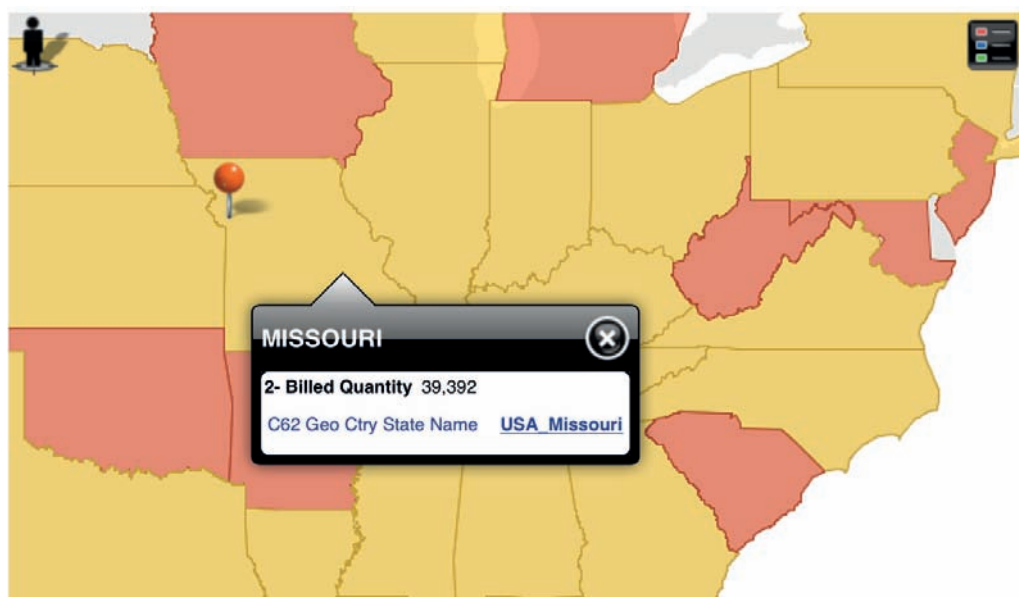 MISSOURI
2- Billed Quantity 39,392
C62 Geo Ctry State Name USA_Missouri